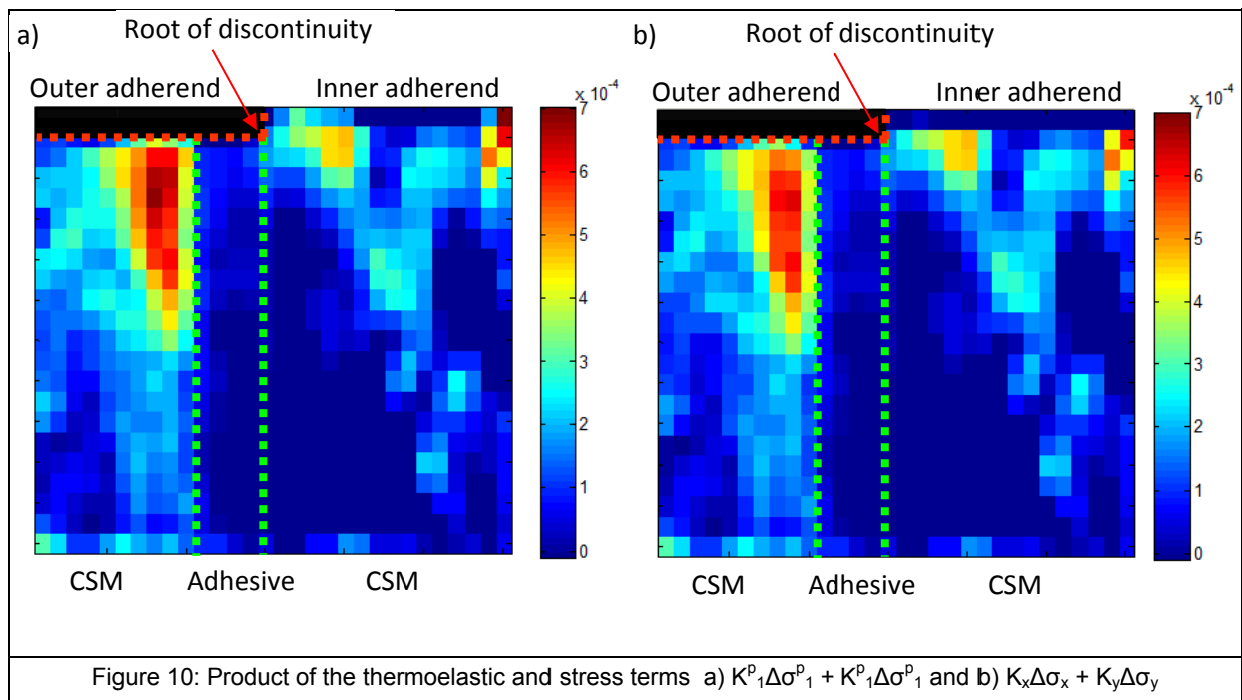 a)
Root of discontinuity
Outer adherend
Inner adherend
x 10⁻⁴
7
6
5
4
3
2
1
0
CSM
Adhesive
CSM
b)
Root of discontinuity
Outer adherend
Inner adherend
x 10⁻⁴
7
6
5
4
3
2
1
0
CSM
Adhesive
CSM
Figure 10: Product of the thermoelastic and stress terms a) Kᵖ₁Δσᵖ₁ + Kᵖ₁Δσᵖ₁ and b) KₓΔσₓ + KyΔσy